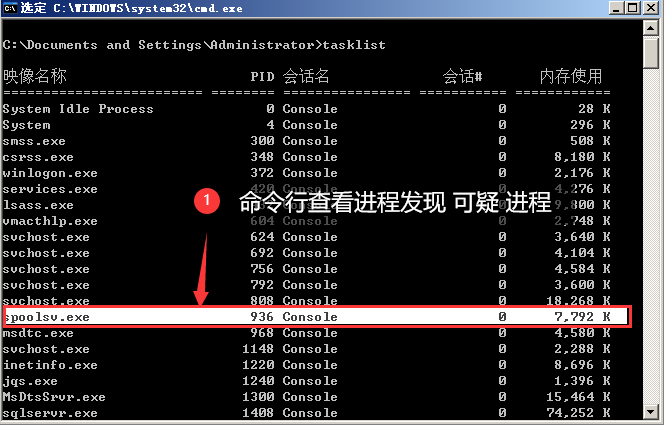 选定 C:\WINDOWS\system32\cmd.exe
C:\Documents and Settings\Administrator>tasklist
映像名称 PID 会话名 会话# 内存使用
========================= ======== ================ =========== ============
System Idle Process 0 Console 0 28 K
System 4 Console 0 296 K
smss.exe 300 Console 0 508 K
csrss.exe 348 Console 0 8,180 K
winlogon.exe 372 Console 0 2,176 K
services.exe 420 Console 0 4,276 K
① 命令行查看进程发现 可疑 进程
lsass.exe Console 0 9,800 K
vmacthlp.exe 604 Console 0 2,748 K
svchost.exe 624 Console 0 3,640 K
svchost.exe 692 Console 0 4,104 K
svchost.exe 756 Console 0 4,584 K
svchost.exe 792 Console 0 3,600 K
svchost.exe 808 Console 0 18,268 K
spoolsv.exe 936 Console 0 7,792 K
msdtc.exe 968 Console 0 4,580 K
svchost.exe 1148 Console 0 2,288 K
inetinfo.exe 1220 Console 0 8,696 K
jqs.exe 1240 Console 0 1,396 K
MsDtsSrvr.exe 1300 Console 0 15,464 K
sqlservr.exe 1408 Console 0 74,252 K